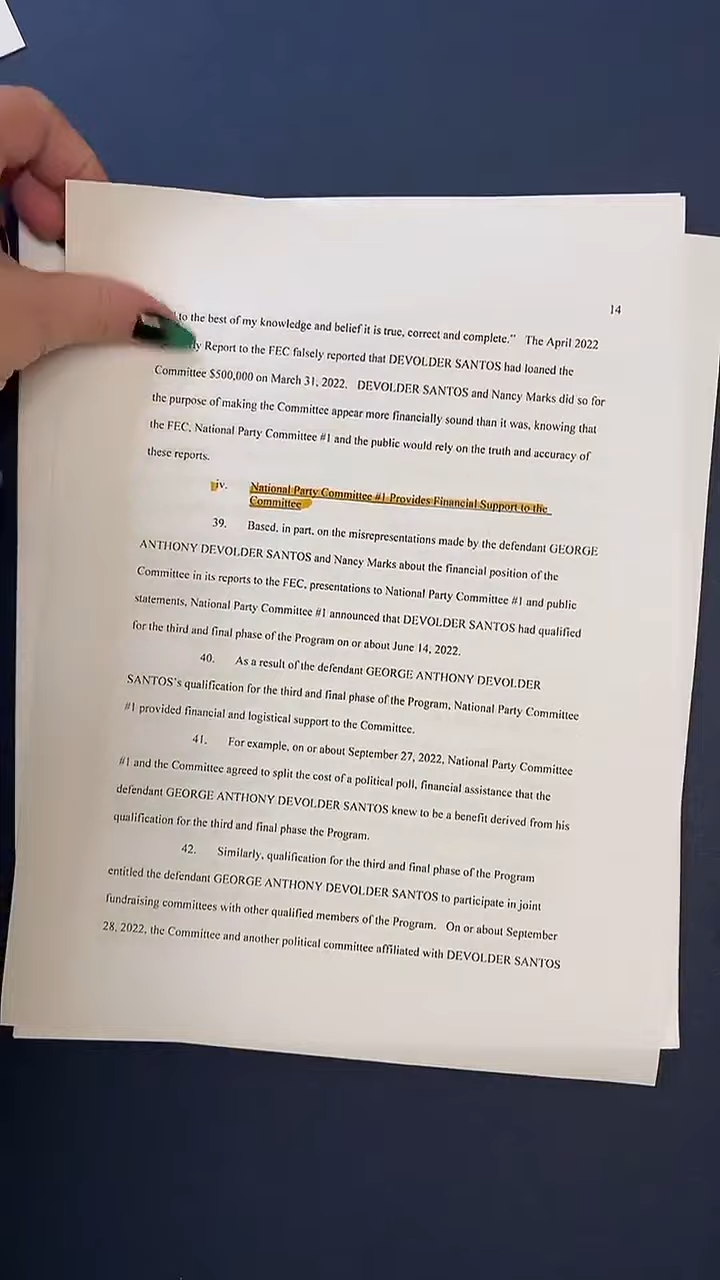 14
to the best of my knowledge and belief it is true, correct and complete." The April 2022
Report to the FEC falsely reported that DEVOLDER SANTOS had loaned the
Committee $500,000 on March 31, 2022. DEVOLDER SANTOS and Nancy Marks did so for
the purpose of making the Committee appear more financially sound than it was, knowing that
the FEC, National Party Committee #1 and the public would rely on the truth and accuracy of
these reports.
iv. National Party Committee #1 Provides Financial Support to the
Committee
39. Based, in part, on the misrepresentations made by the defendant GEORGE
ANTHONY DEVOLDER SANTOS and Nancy Marks about the financial position of the
Committee in its reports to the FEC, presentations to National Party Committee #1 and public
statements, National Party Committee #1 announced that DEVOLDER SANTOS had qualified
for the third and final phase of the Program on or about June 14, 2022.
40. As a result of the defendant GEORGE ANTHONY DEVOLDER
SANTOS's qualification for the third and final phase of the Program, National Party Committee
#1 provided financial and logistical support to the Committee.
41. For example, on or about September 27, 2022, National Party Committee
#1 and the Committee agreed to split the cost of a political poll, financial assistance that the
defendant GEORGE ANTHONY DEVOLDER SANTOS knew to be a benefit derived from his
qualification for the third and final phase the Program.
42. Similarly, qualification for the third and final phase of the Program
entitled the defendant GEORGE ANTHONY DEVOLDER SANTOS to participate in joint
fundraising committees with other qualified members of the Program. On or about September
28, 2022, the Committee and another political committee affiliated with DEVOLDER SANTOS